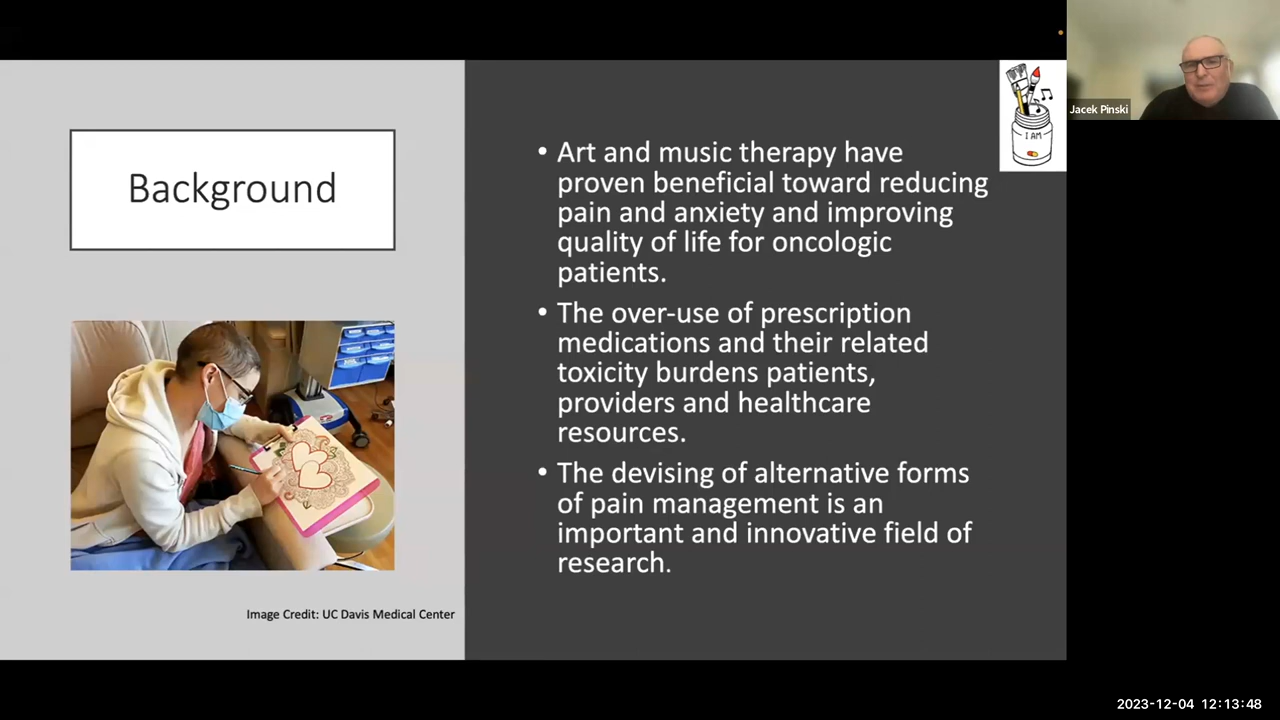 Jacek Pinski
I AM
Background
• Art and music therapy have
proven beneficial toward reducing
pain and anxiety and improving
quality of life for oncologic
patients.
• The over-use of prescription
medications and their related
toxicity burdens patients,
providers and healthcare
resources.
• The devising of alternative forms
of pain management is an
important and innovative field of
research.
Image Credit: UC Davis Medical Center
2023-12-04 12:13:48